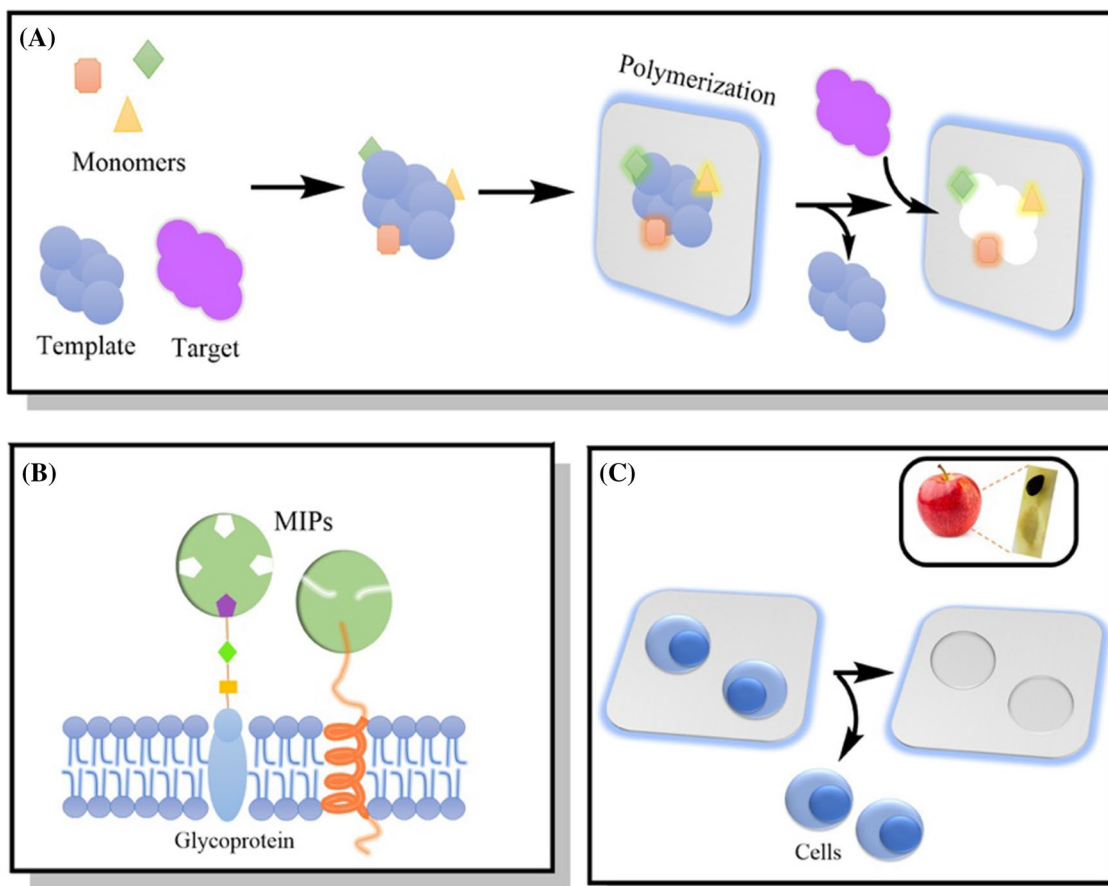 (A)
Monomers
Template
Target
Polymerization
(B)
MIPs
Glycoprotein
(C)
Cells